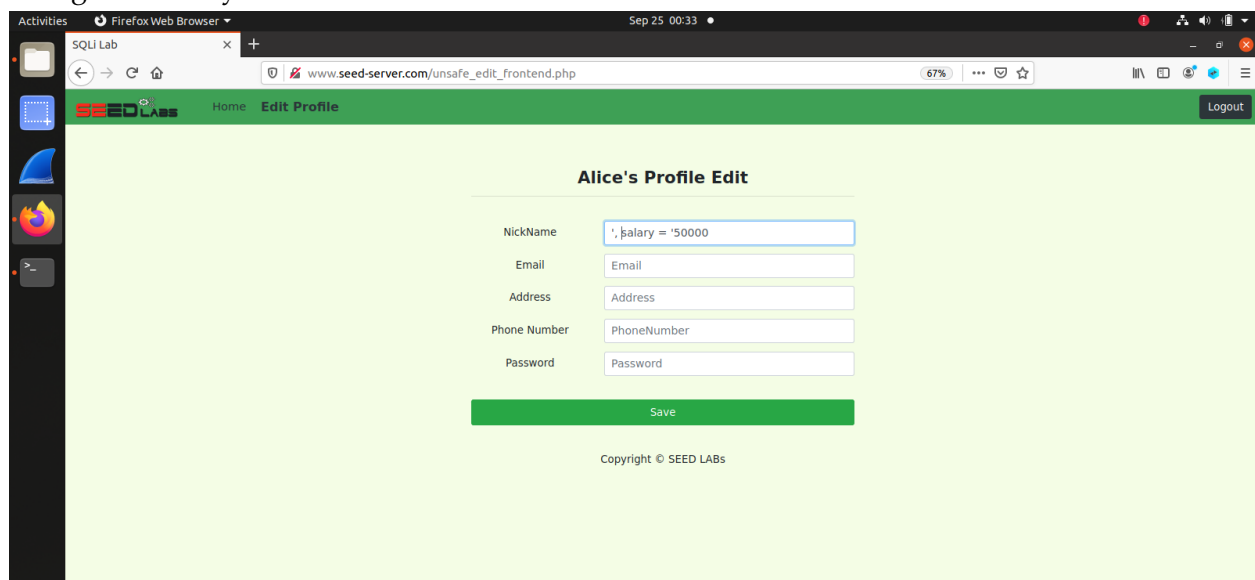 Activities Firefox Web Browser Sep 25 00:33
SQLi Lab
www.seed-server.com/unsafe_edit_frontend.php 67%
SEEDLABS Home Edit Profile Logout
Alice's Profile Edit
NickName ', salary = '50000
Email Email
Address Address
Phone Number PhoneNumber
Password Password
Save
Copyright © SEED LABs